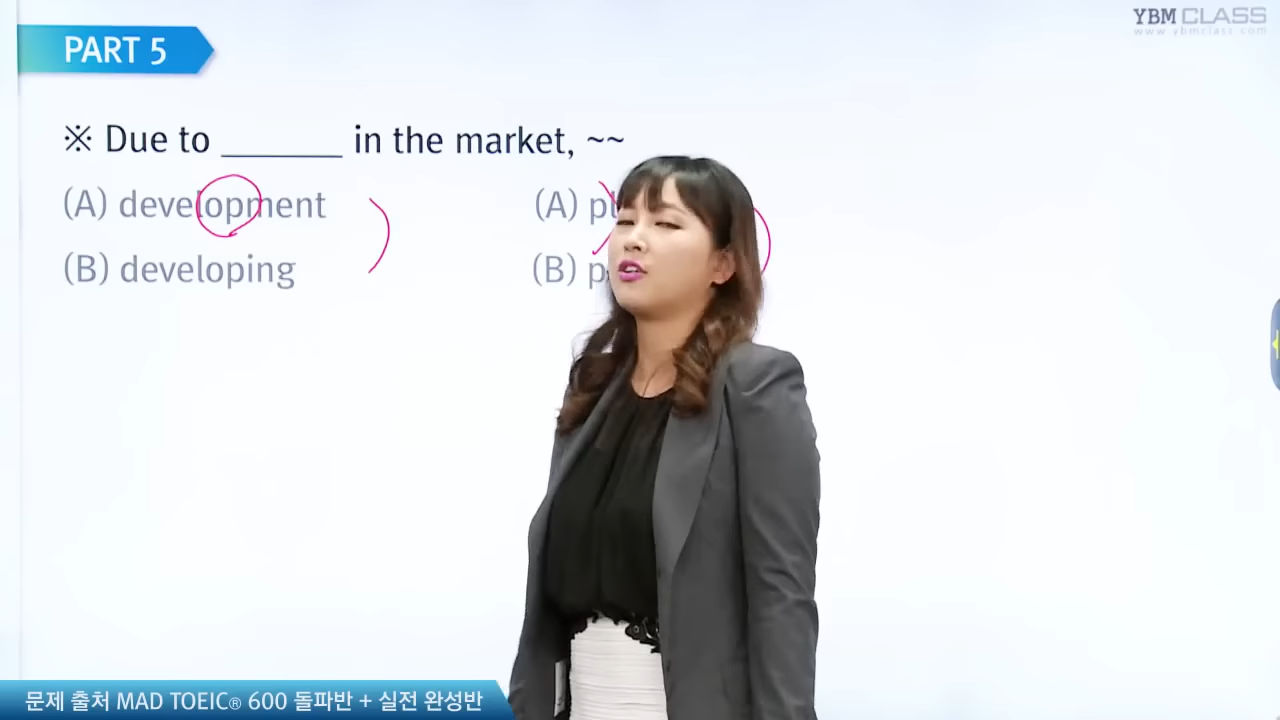 YBM CLASS
www.ybmclass.com
PART 5
※ Due to ______ in the market, ~~
(A) development
(B) developing
(A)
(B)
문제 출처 MAD TOEIC® 600 돌파반 + 실전 완성반